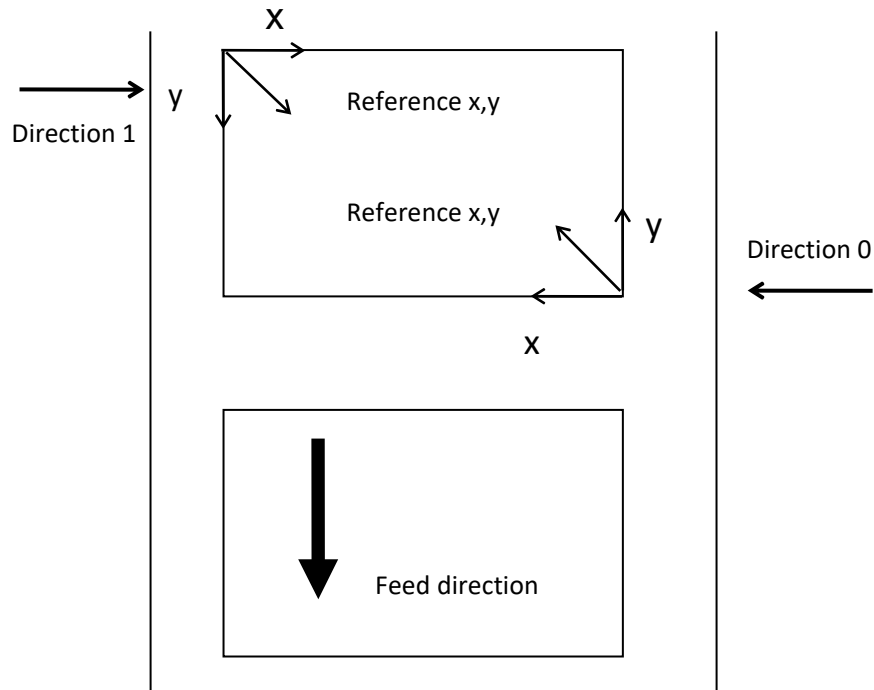 x
y
Direction 1
Reference x,y
Reference x,y
y
Direction 0
x
Feed direction